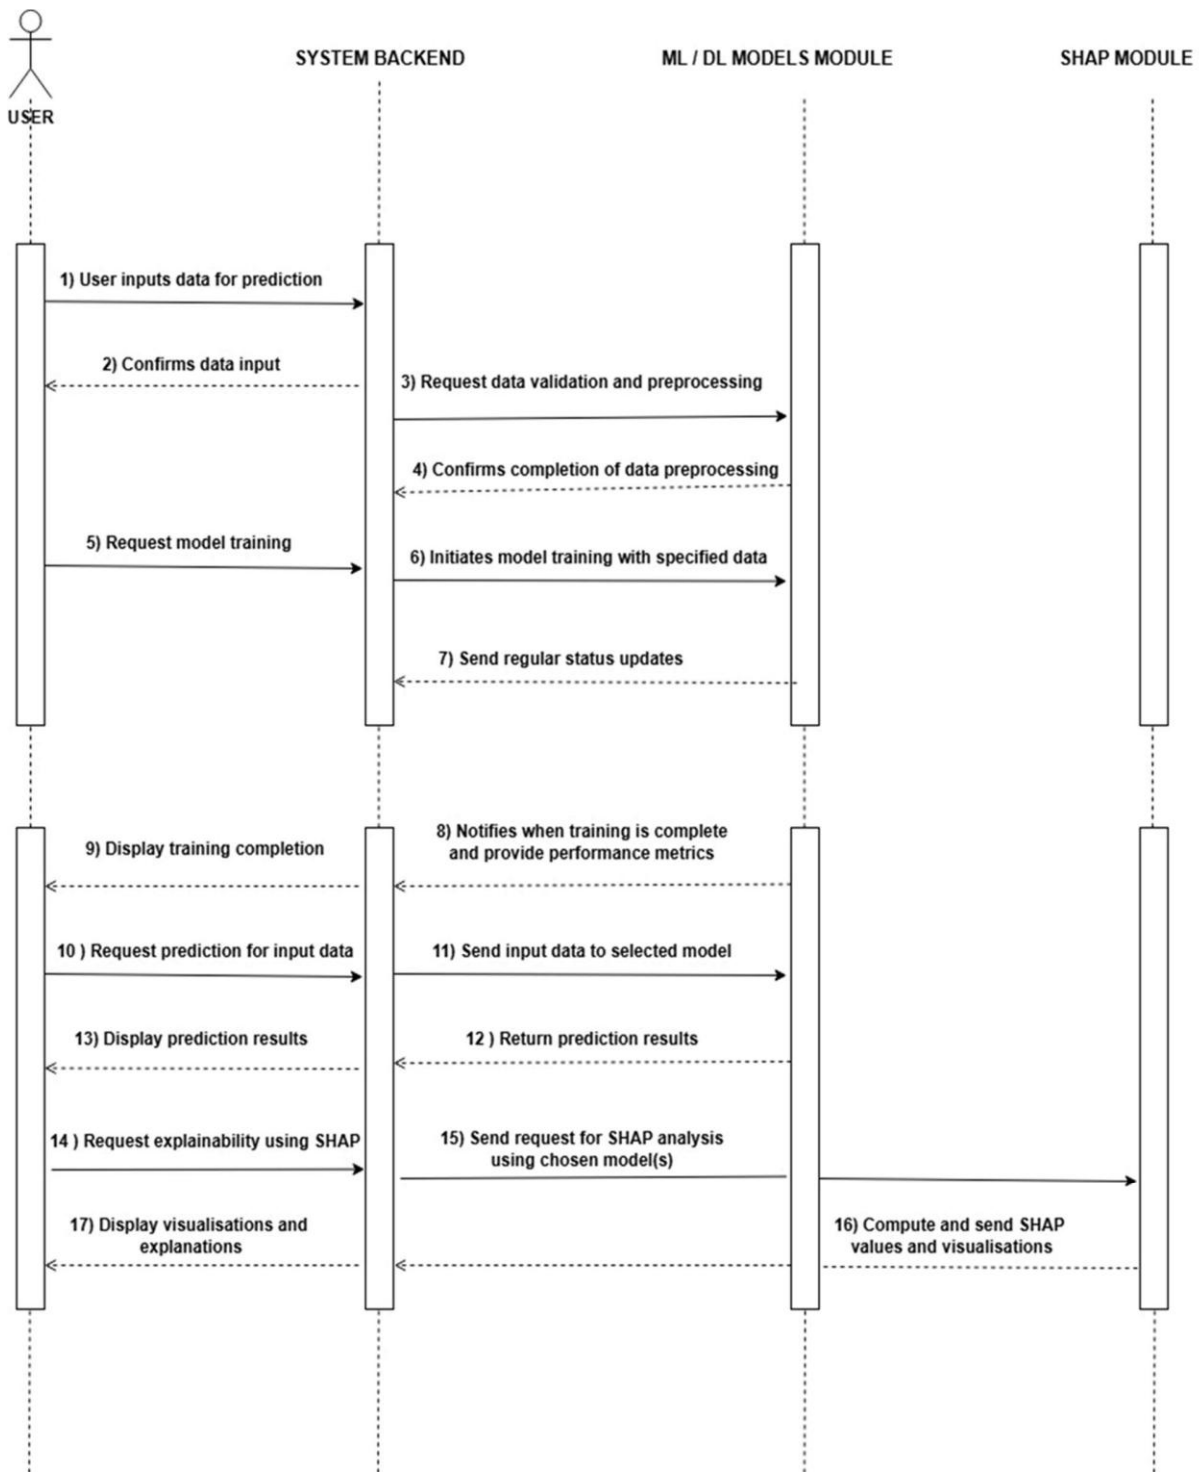 SYSTEM BACKEND
ML / DL MODELS MODULE
SHAP MODULE
USER
1) User inputs data for prediction
2) Confirms data input
3) Request data validation and preprocessing
4) Confirms completion of data preprocessing
5) Request model training
6) Initiates model training with specified data
7) Send regular status updates
8) Notifies when training is complete
and provide performance metrics
9) Display training completion
10 ) Request prediction for input data
11) Send input data to selected model
12 ) Return prediction results
13) Display prediction results
14 ) Request explainability using SHAP
15) Send request for SHAP analysis
using chosen model(s)
16) Compute and send SHAP
values and visualisations
17) Display visualisations and
explanations